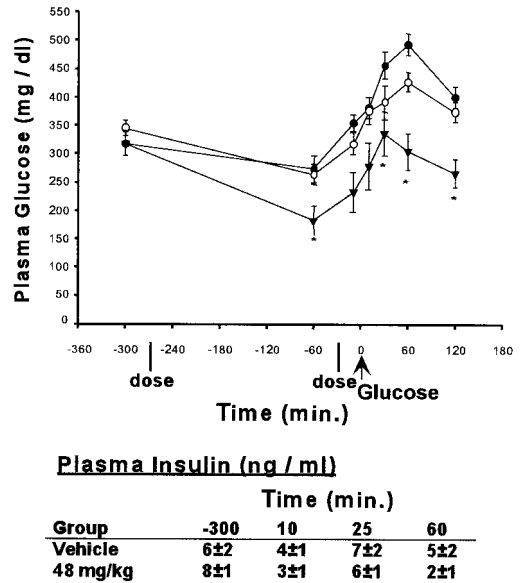 Plasma Glucose (mg / dl)
550
500
450
400
350
300
250
200
150
100
50
0
-360 -300 -240 -180 -120 -60 0 60 120 180
dose dose Glucose
Time (min.)
Plasma Insulin (ng / ml)
Time (min.)
Group -300 10 25 60
Vehicle 6±2 4±1 7±2 5±2
48 mg/kg 8±1 3±1 6±1 2±1